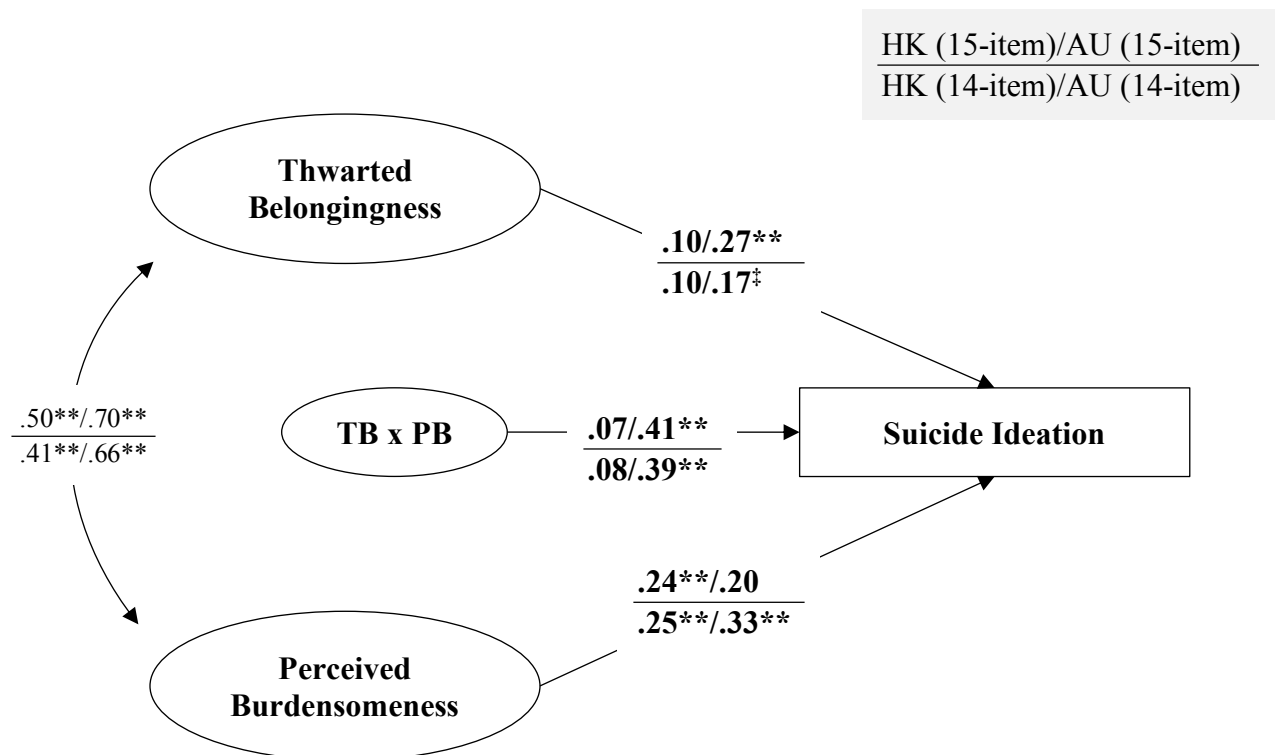 HK (15-item)/AU (15-item)
HK (14-item)/AU (14-item)
Thwarted
Belongingness
.10/.27**
.10/.17‡
.50**/.70**
.41**/.66**
TB x PB
.07/.41**
.08/.39**
Suicide Ideation
.24**/.20
.25**/.33**
Perceived
Burdensomeness